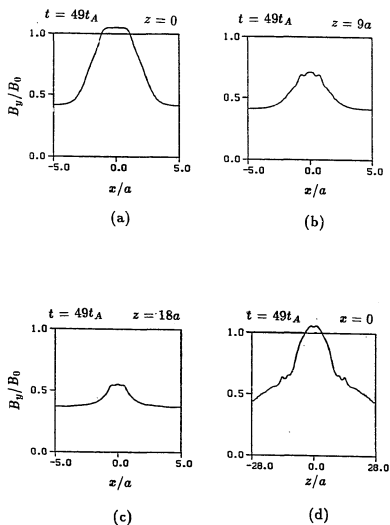 t = 49t_A z = 0
B_y/B_0
1.0
0.5
0.0
-5.0 0.0 5.0
x/a
(a)
t = 49t_A z = 9a
1.0
0.5
0.0
-5.0 0.0 5.0
x/a
(b)
t = 49t_A z = 18a
B_y/B_0
1.0
0.5
0.0
-5.0 0.0 5.0
x/a
(c)
t = 49t_A x = 0
1.0
0.5
0.0
-28.0 0.0 28.0
z/a
(d)